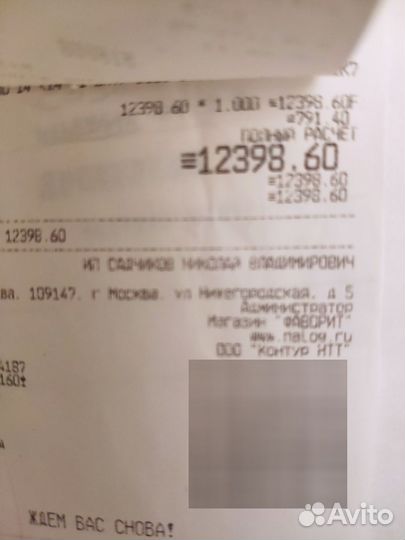 12398.60 * 1.000 ≡12398.60F
≡791.40
ПОЛНЫЙ РАСЧЕТ
≡12398.60
≡12398.60
≡12398.60
12398.60
ИП САДЧИКОВ НИКОЛАЙ ВЛАДИМИРОВИЧ
ва, 109147, г Москва, ул Нижегородская, д 5
Администратор
Магазин "ФАВОРИТ"
www.nalog.ru
ООО "Контур НТТ"
4187
ЖДЕМ ВАС СНОВА!
Avito